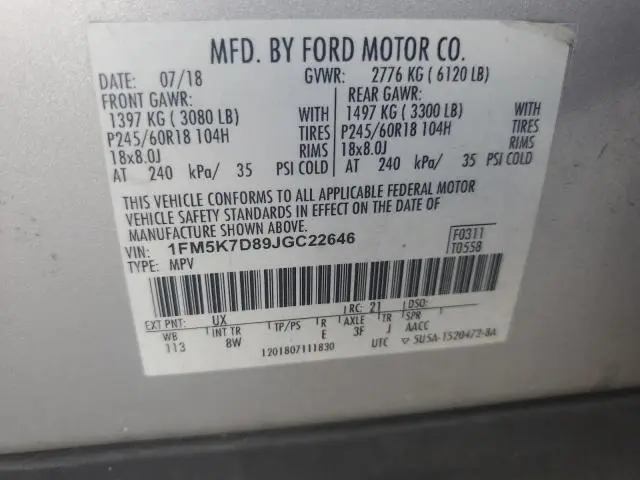 MFD. BY FORD MOTOR CO.
DATE: 07/18 GVWR: 2776 KG ( 6120 LB)
FRONT GAWR: REAR GAWR:
1397 KG ( 3080 LB) WITH 1497 KG ( 3300 LB) WITH
P245/60R18 104H TIRES P245/60R18 104H TIRES
18x8.0J RIMS 18x8.0J RIMS
AT 240 kPa/ 35 PSI COLD AT 240 kPa/ 35 PSI COLD
THIS VEHICLE CONFORMS TO ALL APPLICABLE FEDERAL MOTOR
VEHICLE SAFETY STANDARDS IN EFFECT ON THE DATE OF
MANUFACTURE SHOWN ABOVE.
VIN: 1FM5K7D89JGC22646 F0311
TYPE: MPV T0558
EXT PNT: UX RC: 21 DSO:
WB INT TR TP/PS R AXLE TR SPR
113 8W E 3F J AACC
1201807111830 UTC ▽ 5U5A-1520472-BA